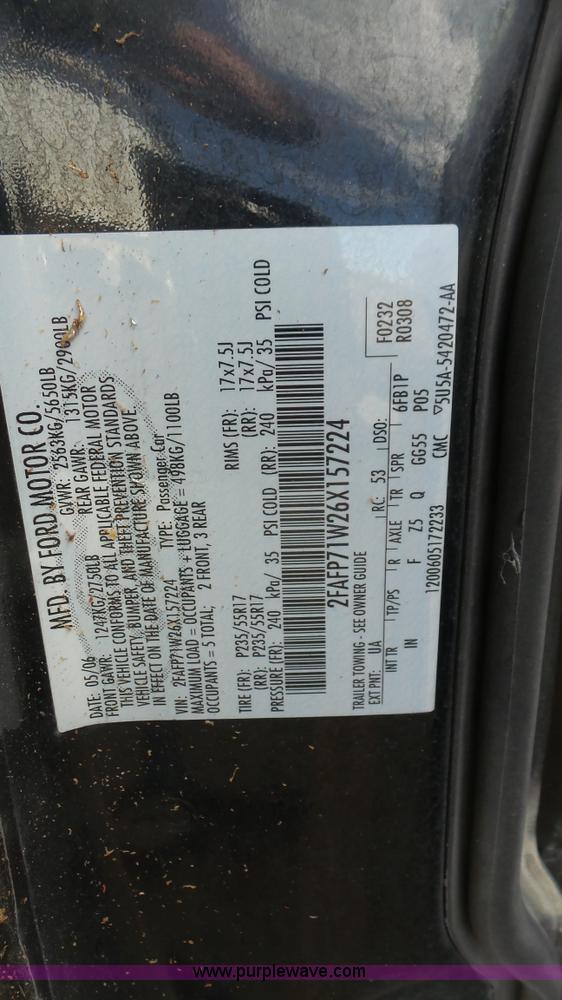 MFD. BY FORD MOTOR CO.
DATE: 05/06 GVWR: 2563KG/5650LB
FRONT GAWR: 1247KG/2750LB REAR GAWR: 1315KG/2900LB
THIS VEHICLE CONFORMS TO ALL APPLICABLE FEDERAL MOTOR
VEHICLE SAFETY, BUMPER, AND THEFT PREVENTION STANDARDS
IN EFFECT ON THE DATE OF MANUFACTURE SHOWN ABOVE
VIN: 2FAFP71W26X157224 TYPE: Passenger Car
MAXIMUM LOAD = OCCUPANTS + LUGGAGE = 498KG/1100LB
OCCUPANTS = 5 TOTAL; 2 FRONT, 3 REAR
TIRE (FR): P235/55R17 RIMS (FR): 17x7.5J
(RR): P235/55R17 (RR): 17x7.5J
PRESSURE (FR): 240 kPa/ 35 PSI COLD (RR): 240 kPa/ 35 PSI COLD
2FAFP71W26X157224
TRAILER TOWING - SEE OWNER GUIDE F0232
EXT PNT: UA RC: 53 DSO: R0308
INT TR TP/PS R AXLE TR SPR 6FB1P
IN F Z5 Q GG55 P05
1200605172233 CMC ▽5U5A-5420472-AA
www.purplewave.com